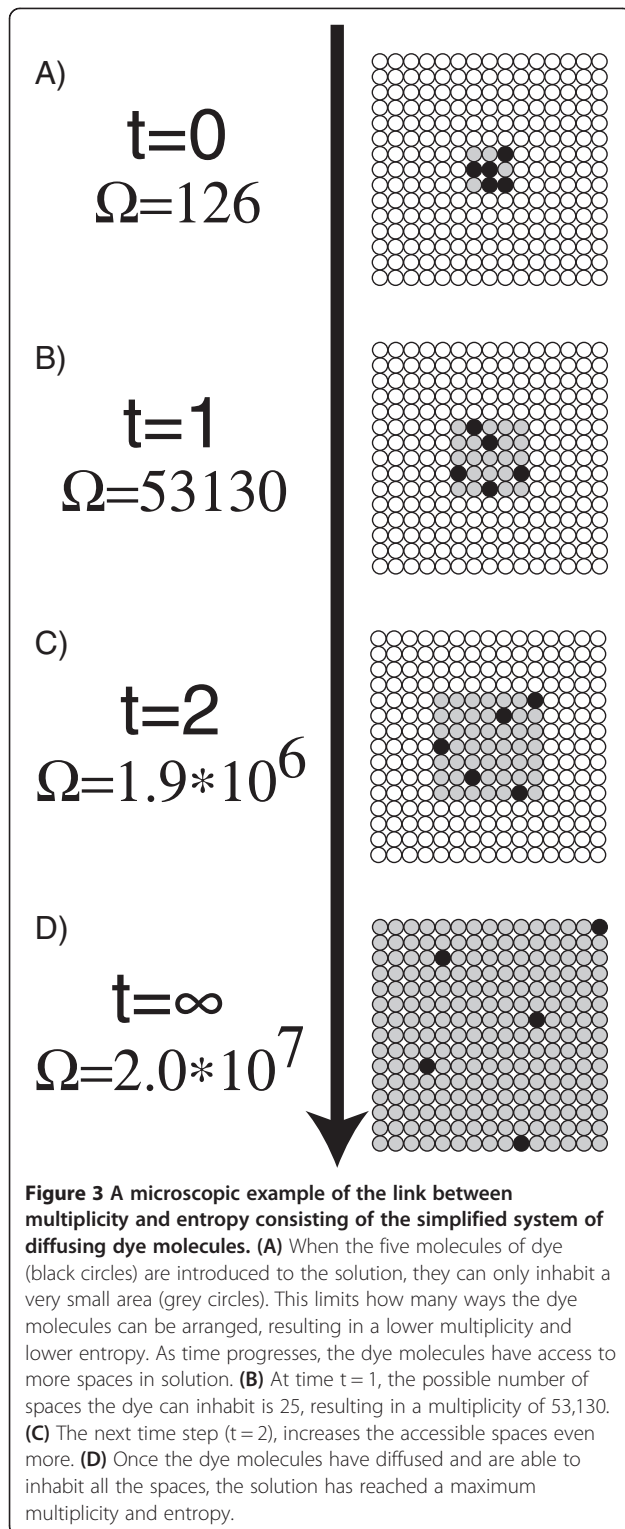 A)
t=0
Ω=126
B)
t=1
Ω=53130
C)
t=2
Ω=1.9*10⁶
D)
t=∞
Ω=2.0*10⁷
Figure 3 A microscopic example of the link between
multiplicity and entropy consisting of the simplified system of
diffusing dye molecules. (A) When the five molecules of dye
(black circles) are introduced to the solution, they can only inhabit a
very small area (grey circles). This limits how many ways the dye
molecules can be arranged, resulting in a lower multiplicity and
lower entropy. As time progresses, the dye molecules have access to
more spaces in solution. (B) At time t = 1, the possible number of
spaces the dye can inhabit is 25, resulting in a multiplicity of 53,130.
(C) The next time step (t = 2), increases the accessible spaces even
more. (D) Once the dye molecules have diffused and are able to
inhabit all the spaces, the solution has reached a maximum
multiplicity and entropy.